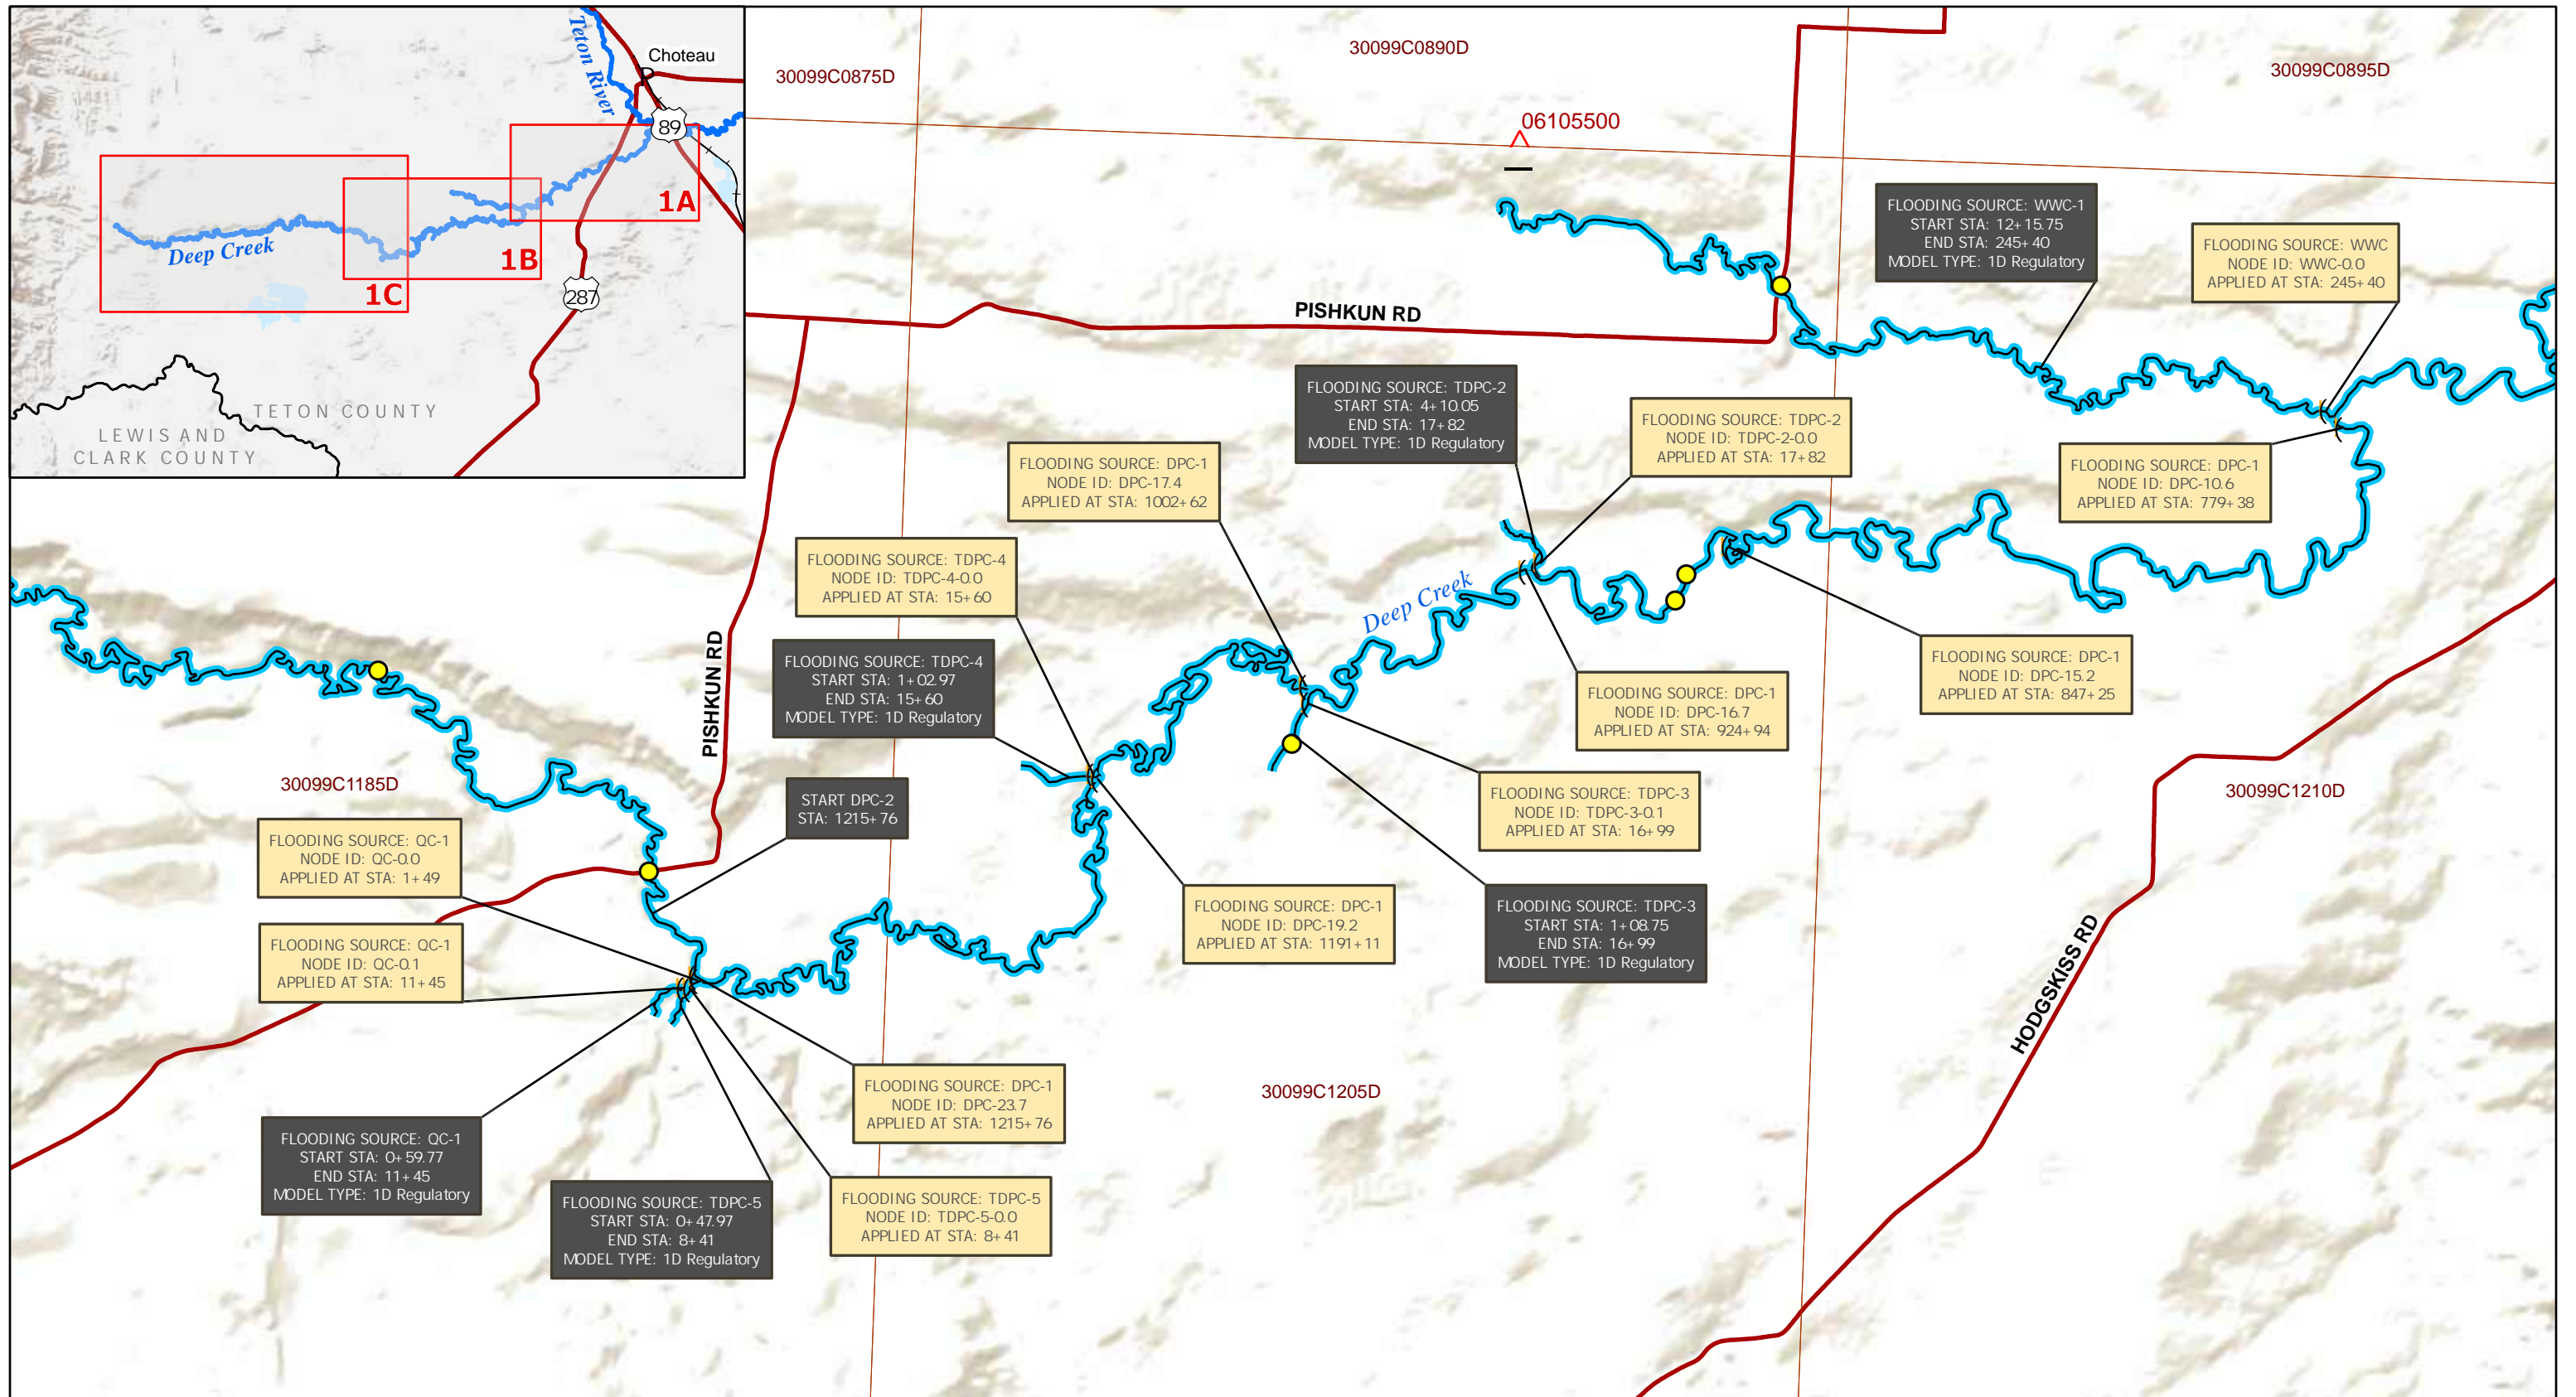 Teton River
Choteau
89
1A
Deep Creek
1B
1C
287
TETON COUNTY
LEWIS AND
CLARK COUNTY
30099C0875D
30099C0890D
30099C0895D
06105500
FLOODING SOURCE: WWC-1
START STA: 12+15.75
END STA: 245+40
MODEL TYPE: 1D Regulatory
FLOODING SOURCE: WWC
NODE ID: WWC-0.0
APPLIED AT STA: 245+40
PISHKUN RD
FLOODING SOURCE: TDPC-2
START STA: 4+10.05
END STA: 17+82
MODEL TYPE: 1D Regulatory
FLOODING SOURCE: TDPC-2
NODE ID: TDPC-2-0.0
APPLIED AT STA: 17+82
FLOODING SOURCE: DPC-1
NODE ID: DPC-17.4
APPLIED AT STA: 1002+62
FLOODING SOURCE: DPC-1
NODE ID: DPC-10.6
APPLIED AT STA: 779+38
FLOODING SOURCE: TDPC-4
NODE ID: TDPC-4-0.0
APPLIED AT STA: 15+60
Deep Creek
FLOODING SOURCE: TDPC-4
START STA: 1+02.97
END STA: 15+60
MODEL TYPE: 1D Regulatory
PISHKUN RD
FLOODING SOURCE: DPC-1
NODE ID: DPC-15.2
APPLIED AT STA: 847+25
FLOODING SOURCE: DPC-1
NODE ID: DPC-16.7
APPLIED AT STA: 924+94
30099C1185D
START DPC-2
STA: 1215+76
FLOODING SOURCE: TDPC-3
NODE ID: TDPC-3-0.1
APPLIED AT STA: 16+99
30099C1210D
FLOODING SOURCE: QC-1
NODE ID: QC-0.0
APPLIED AT STA: 1+49
FLOODING SOURCE: DPC-1
NODE ID: DPC-19.2
APPLIED AT STA: 1191+11
FLOODING SOURCE: TDPC-3
START STA: 1+08.75
END STA: 16+99
MODEL TYPE: 1D Regulatory
FLOODING SOURCE: QC-1
NODE ID: QC-0.1
APPLIED AT STA: 11+45
HODGSKISS RD
FLOODING SOURCE: DPC-1
NODE ID: DPC-23.7
APPLIED AT STA: 1215+76
30099C1205D
FLOODING SOURCE: QC-1
START STA: 0+59.77
END STA: 11+45
MODEL TYPE: 1D Regulatory
FLOODING SOURCE: TDPC-5
START STA: 0+47.97
END STA: 8+41
MODEL TYPE: 1D Regulatory
FLOODING SOURCE: TDPC-5
NODE ID: TDPC-5-0.0
APPLIED AT STA: 8+41